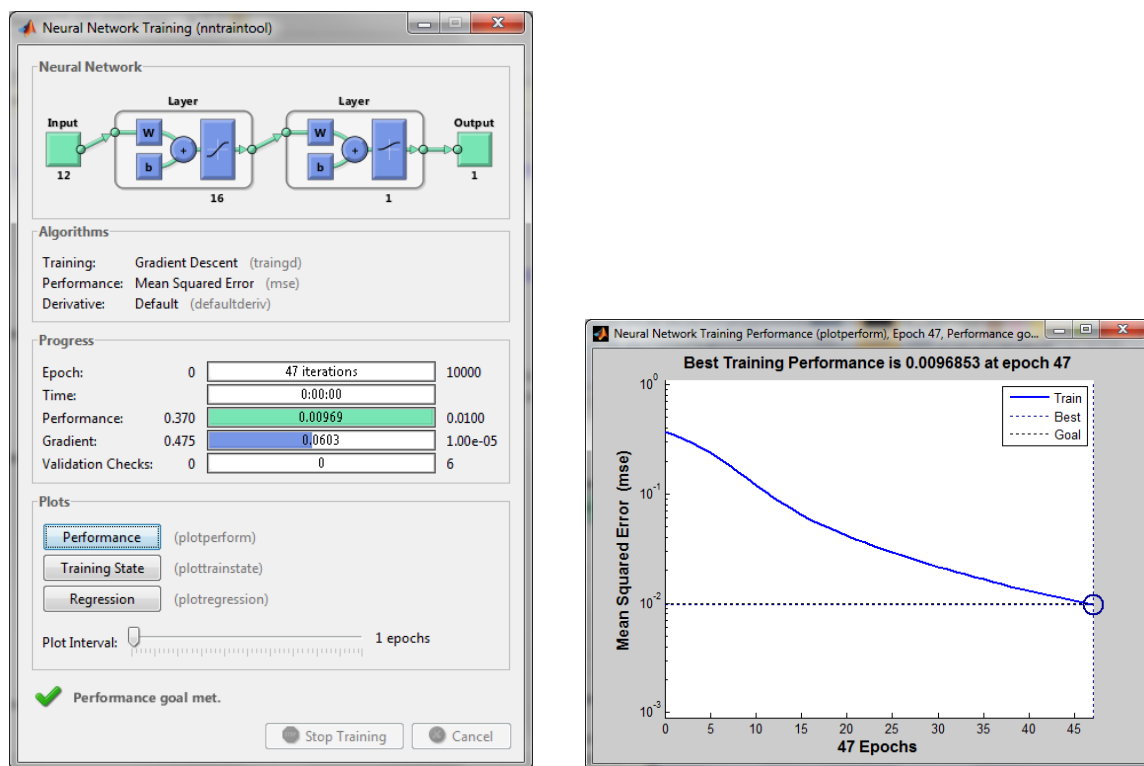 Neural Network Training (nntraintool)
Neural Network
Layer Layer
Input Output
W W
+ +
b b
12 1
16 1
Algorithms
Training: Gradient Descent (traingd)
Performance: Mean Squared Error (mse)
Derivative: Default (defaultderiv)
Progress
Epoch: 0 47 iterations 10000
Time: 0:00:00
Performance: 0.370 0.00969 0.0100
Gradient: 0.475 0.0603 1.00e-05
Validation Checks: 0 0 6
Plots
Performance (plotperform)
Training State (plottrainstate)
Regression (plotregression)
Plot Interval: 1 epochs
Performance goal met.
Stop Training Cancel
Neural Network Training Performance (plotperform), Epoch 47, Performance go...
Best Training Performance is 0.0096853 at epoch 47
Mean Squared Error (mse)
10^0
10^-1
10^-2
10^-3
Train
Best
Goal
0 5 10 15 20 25 30 35 40 45
47 Epochs